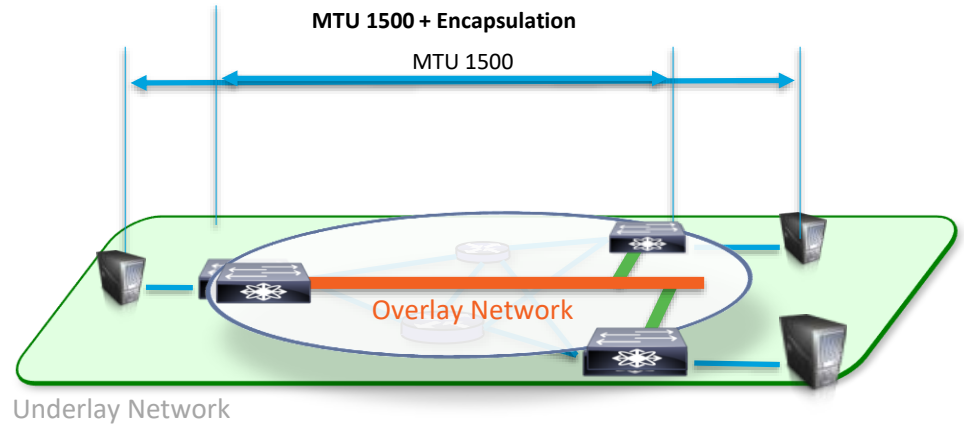 MTU 1500 + Encapsulation
MTU 1500
Overlay Network
Underlay Network